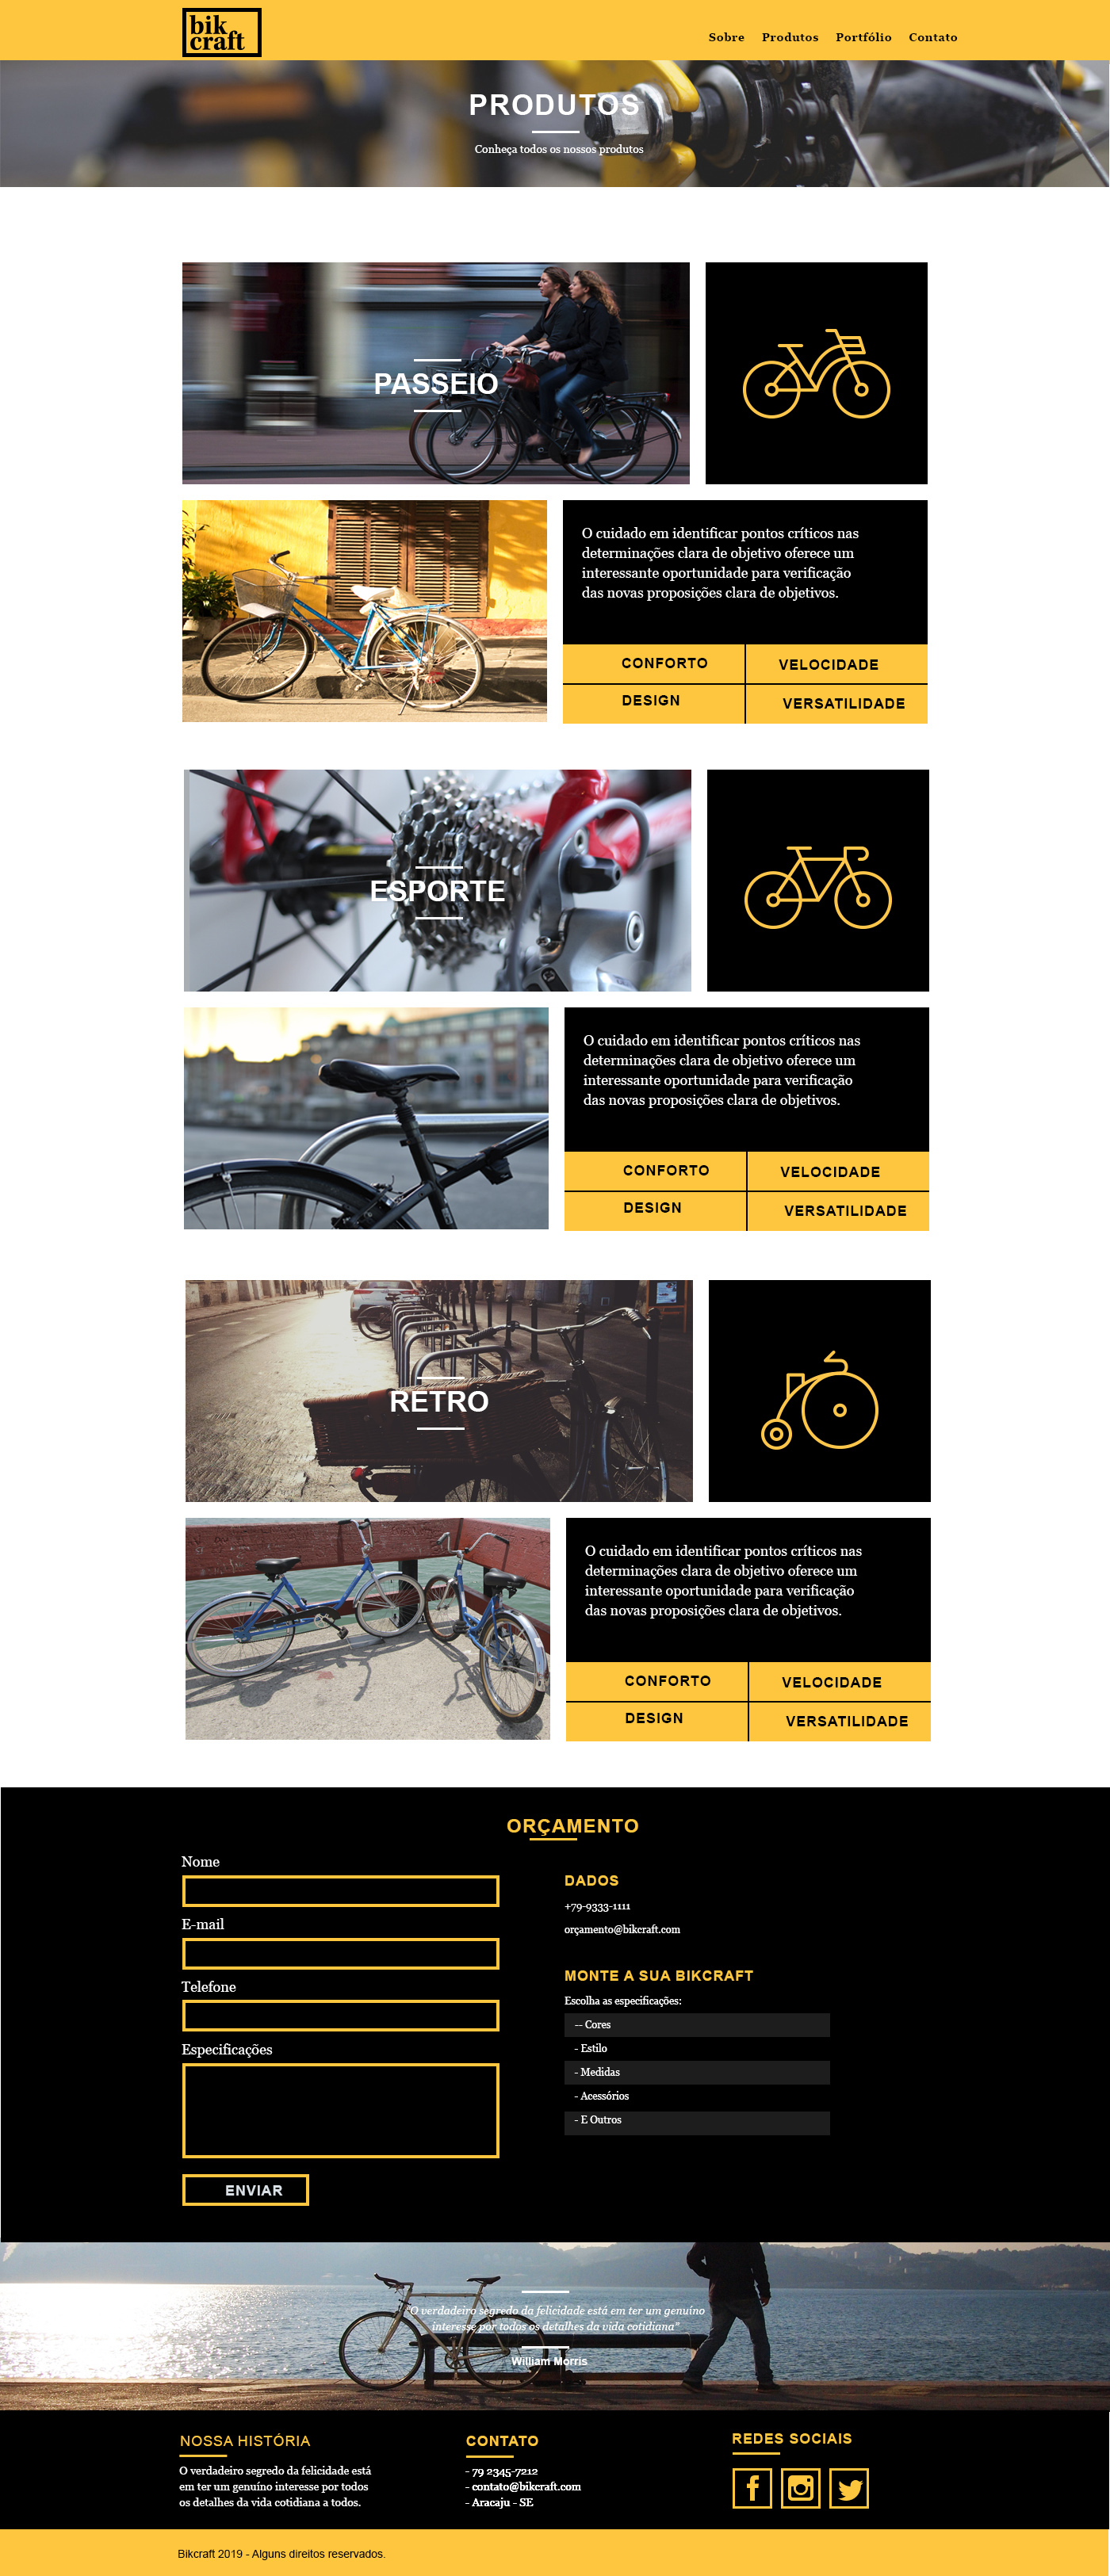 bik
craft
Sobre Produtos Portfólio Contato
PRODUTOS
Conheça todos os nossos produtos
PASSEIO
O cuidado em identificar pontos críticos nas
determinações clara de objetivo oferece um
interessante oportunidade para verificação
das novas proposições clara de objetivos.
CONFORTO VELOCIDADE
DESIGN VERSATILIDADE
ESPORTE
O cuidado em identificar pontos críticos nas
determinações clara de objetivo oferece um
interessante oportunidade para verificação
das novas proposições clara de objetivos.
CONFORTO VELOCIDADE
DESIGN VERSATILIDADE
RETRO
O cuidado em identificar pontos críticos nas
determinações clara de objetivo oferece um
interessante oportunidade para verificação
das novas proposições clara de objetivos.
CONFORTO VELOCIDADE
DESIGN VERSATILIDADE
ORÇAMENTO
Nome
E-mail
Telefone
Especificações
ENVIAR
DADOS
+79-9333-1111
orçamento@bikcraft.com
MONTE A SUA BIKCRAFT
Escolha as especificações:
-- Cores
- Estilo
- Medidas
- Acessórios
- E Outros
"O verdadeiro segredo da felicidade está em ter um genuíno
interesse por todos os detalhes da vida cotidiana"
William Morris
NOSSA HISTÓRIA
O verdadeiro segredo da felicidade está
em ter um genuíno interesse por todos
os detalhes da vida cotidiana a todos.
CONTATO
- 79 2345-7212
- contato@bikcraft.com
- Aracaju - SE
REDES SOCIAIS
Bikcraft 2019 - Alguns direitos reservados.